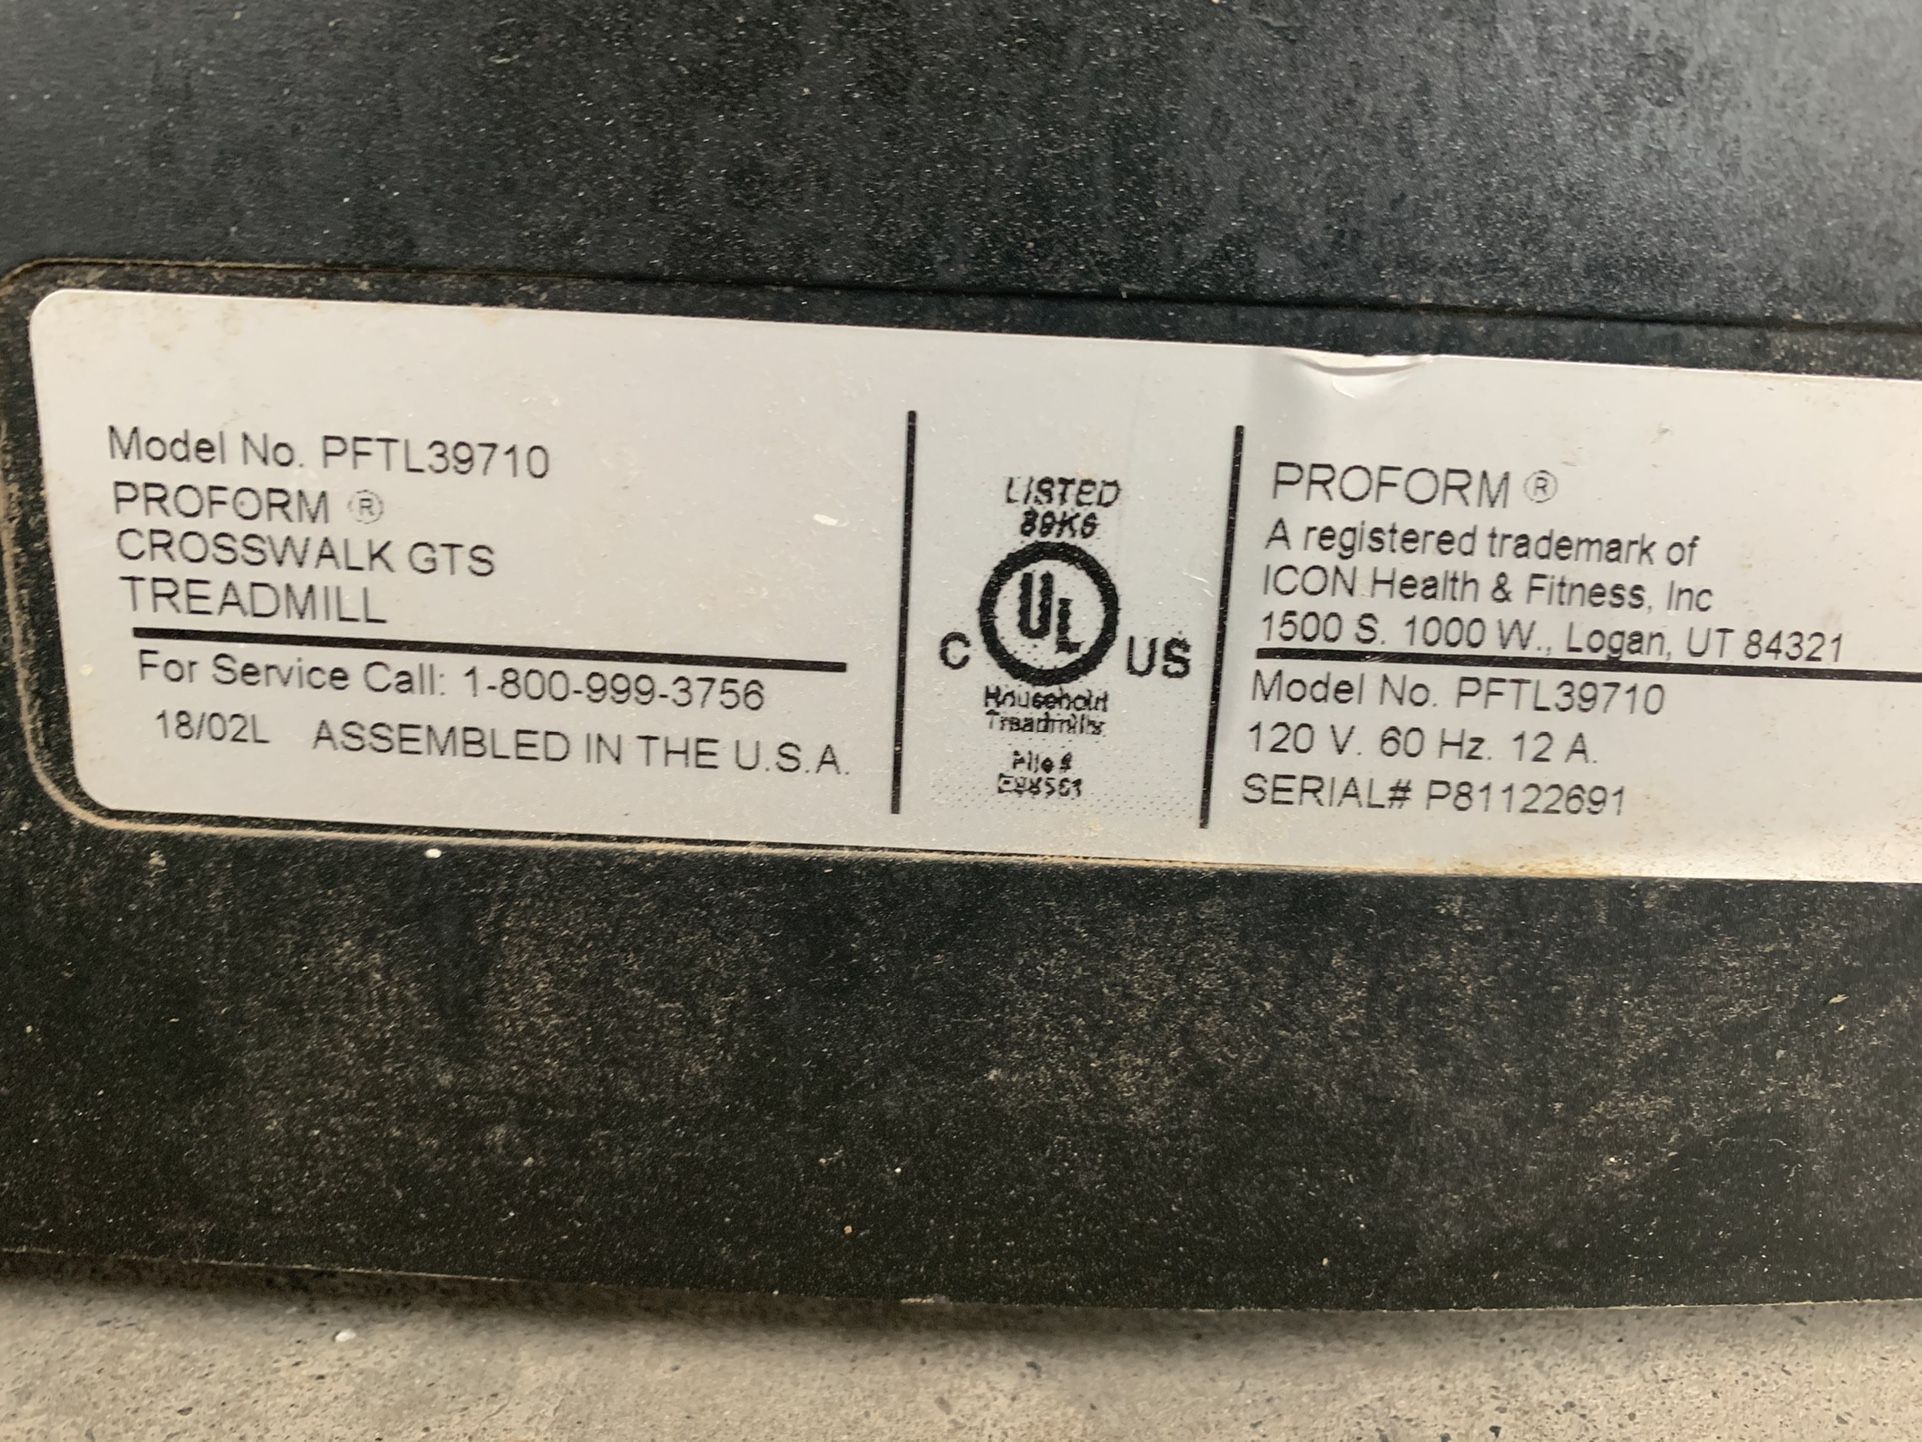 Model No. PFTL39710
PROFORM ®
CROSSWALK GTS
TREADMILL
For Service Call: 1-800-999-3756
18/02L ASSEMBLED IN THE U.S.A.
LISTED
89K6
C UL US
Household
Treadmills
File #
PROFORM ®
A registered trademark of
ICON Health & Fitness, Inc
1500 S. 1000 W., Logan, UT 84321
Model No. PFTL39710
120 V. 60 Hz. 12 A.
SERIAL# P81122691